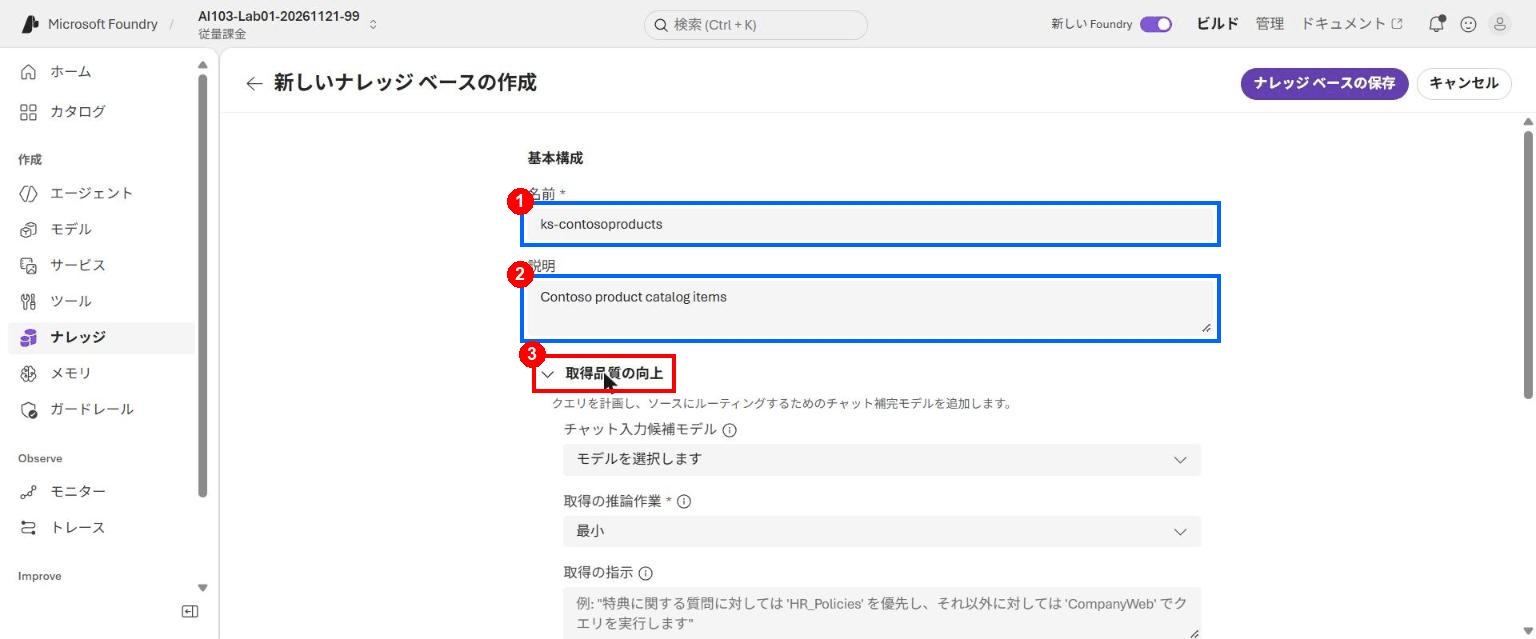 Microsoft Foundry / AI103-Lab01-20261121-99
従量課金
検索 (Ctrl + K)
新しい Foundry ビルド 管理 ドキュメント
ホーム
カタログ
作成
エージェント
モデル
サービス
ツール
ナレッジ
メモリ
ガードレール
Observe
モニター
トレース
Improve
新しいナレッジ ベースの作成
ナレッジ ベースの保存 キャンセル
基本構成
1 名前 *
ks-contosoproducts
2 説明
Contoso product catalog items
3 取得品質の向上
クエリを計画し、ソースにルーティングするためのチャット補完モデルを追加します。
チャット入力候補モデル
モデルを選択します
取得の推論作業 *
最小
取得の指示
例: "特典に関する質問に対しては 'HR_Policies' を優先し、それ以外に対しては 'CompanyWeb' でク
エリを実行します"